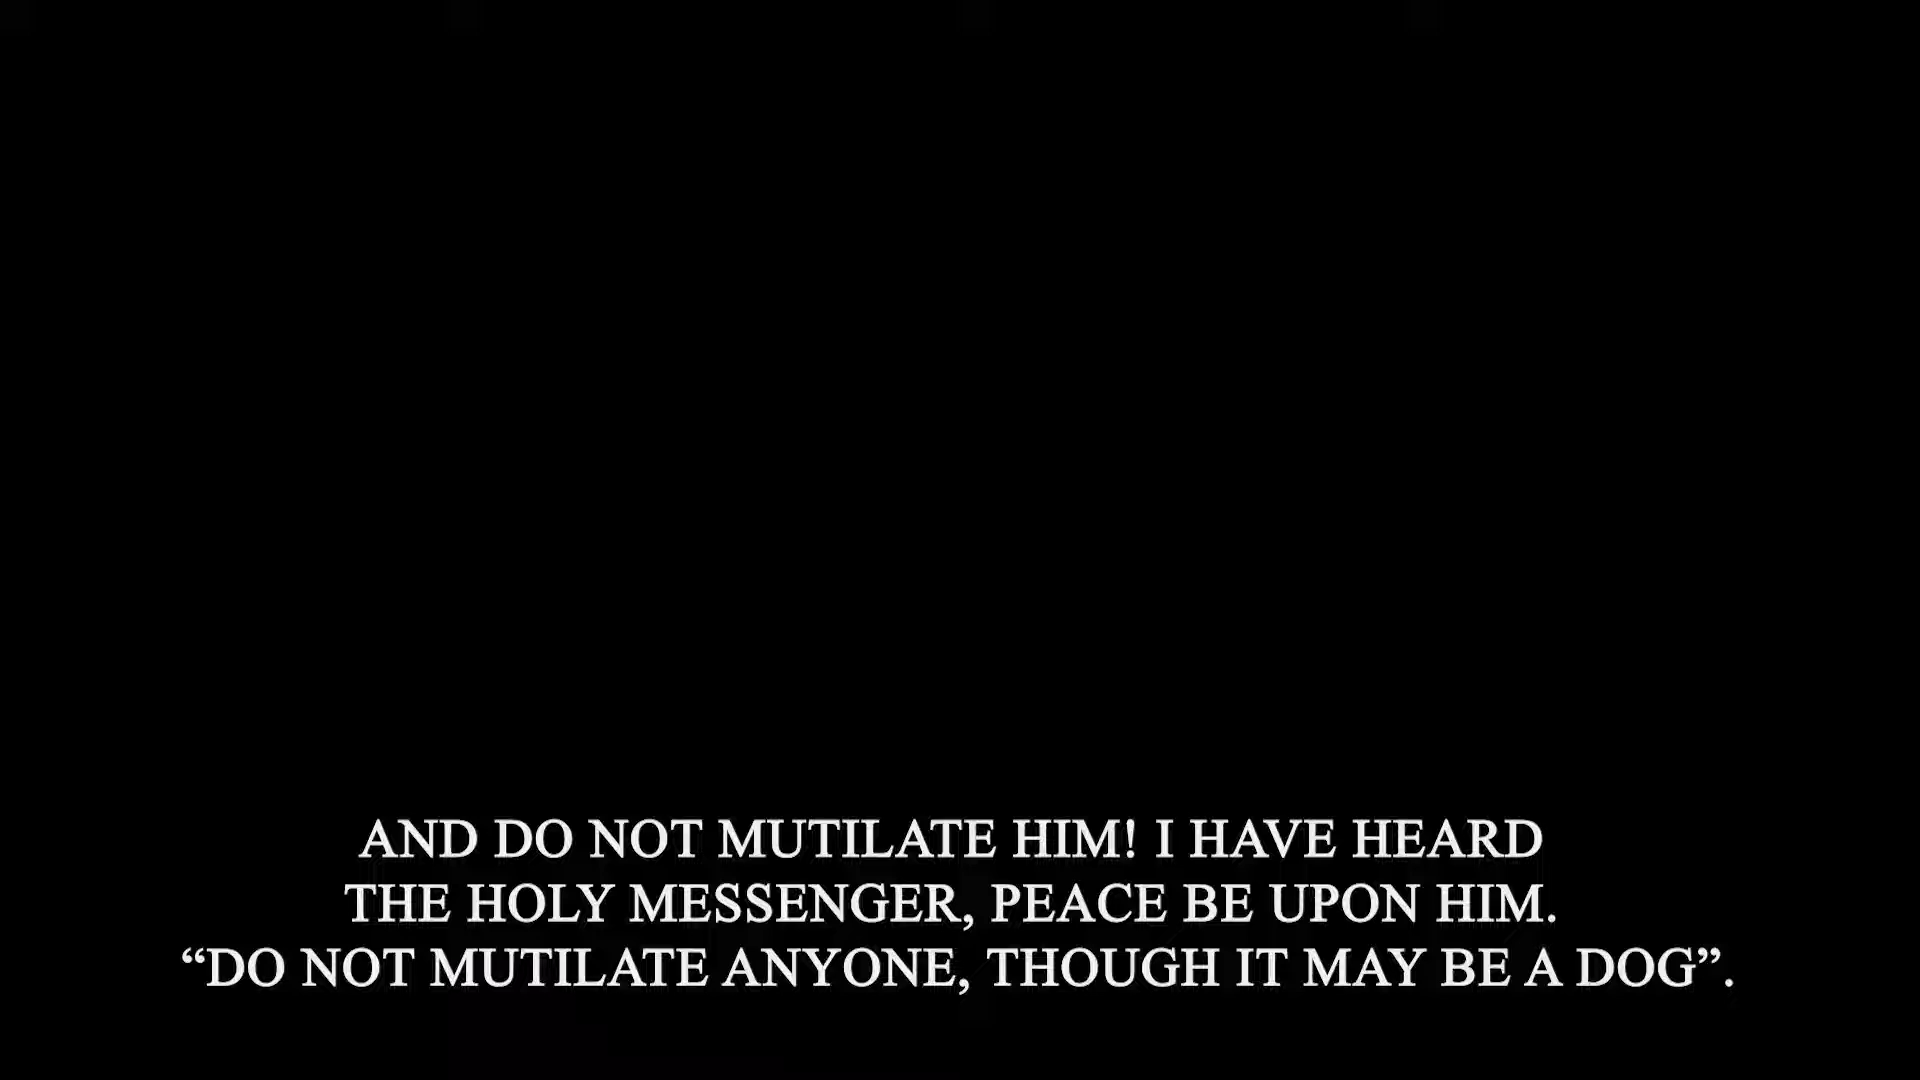 AND DO NOT MUTILATE HIM! I HAVE HEARD
THE HOLY MESSENGER, PEACE BE UPON HIM.
“DO NOT MUTILATE ANYONE, THOUGH IT MAY BE A DOG”.